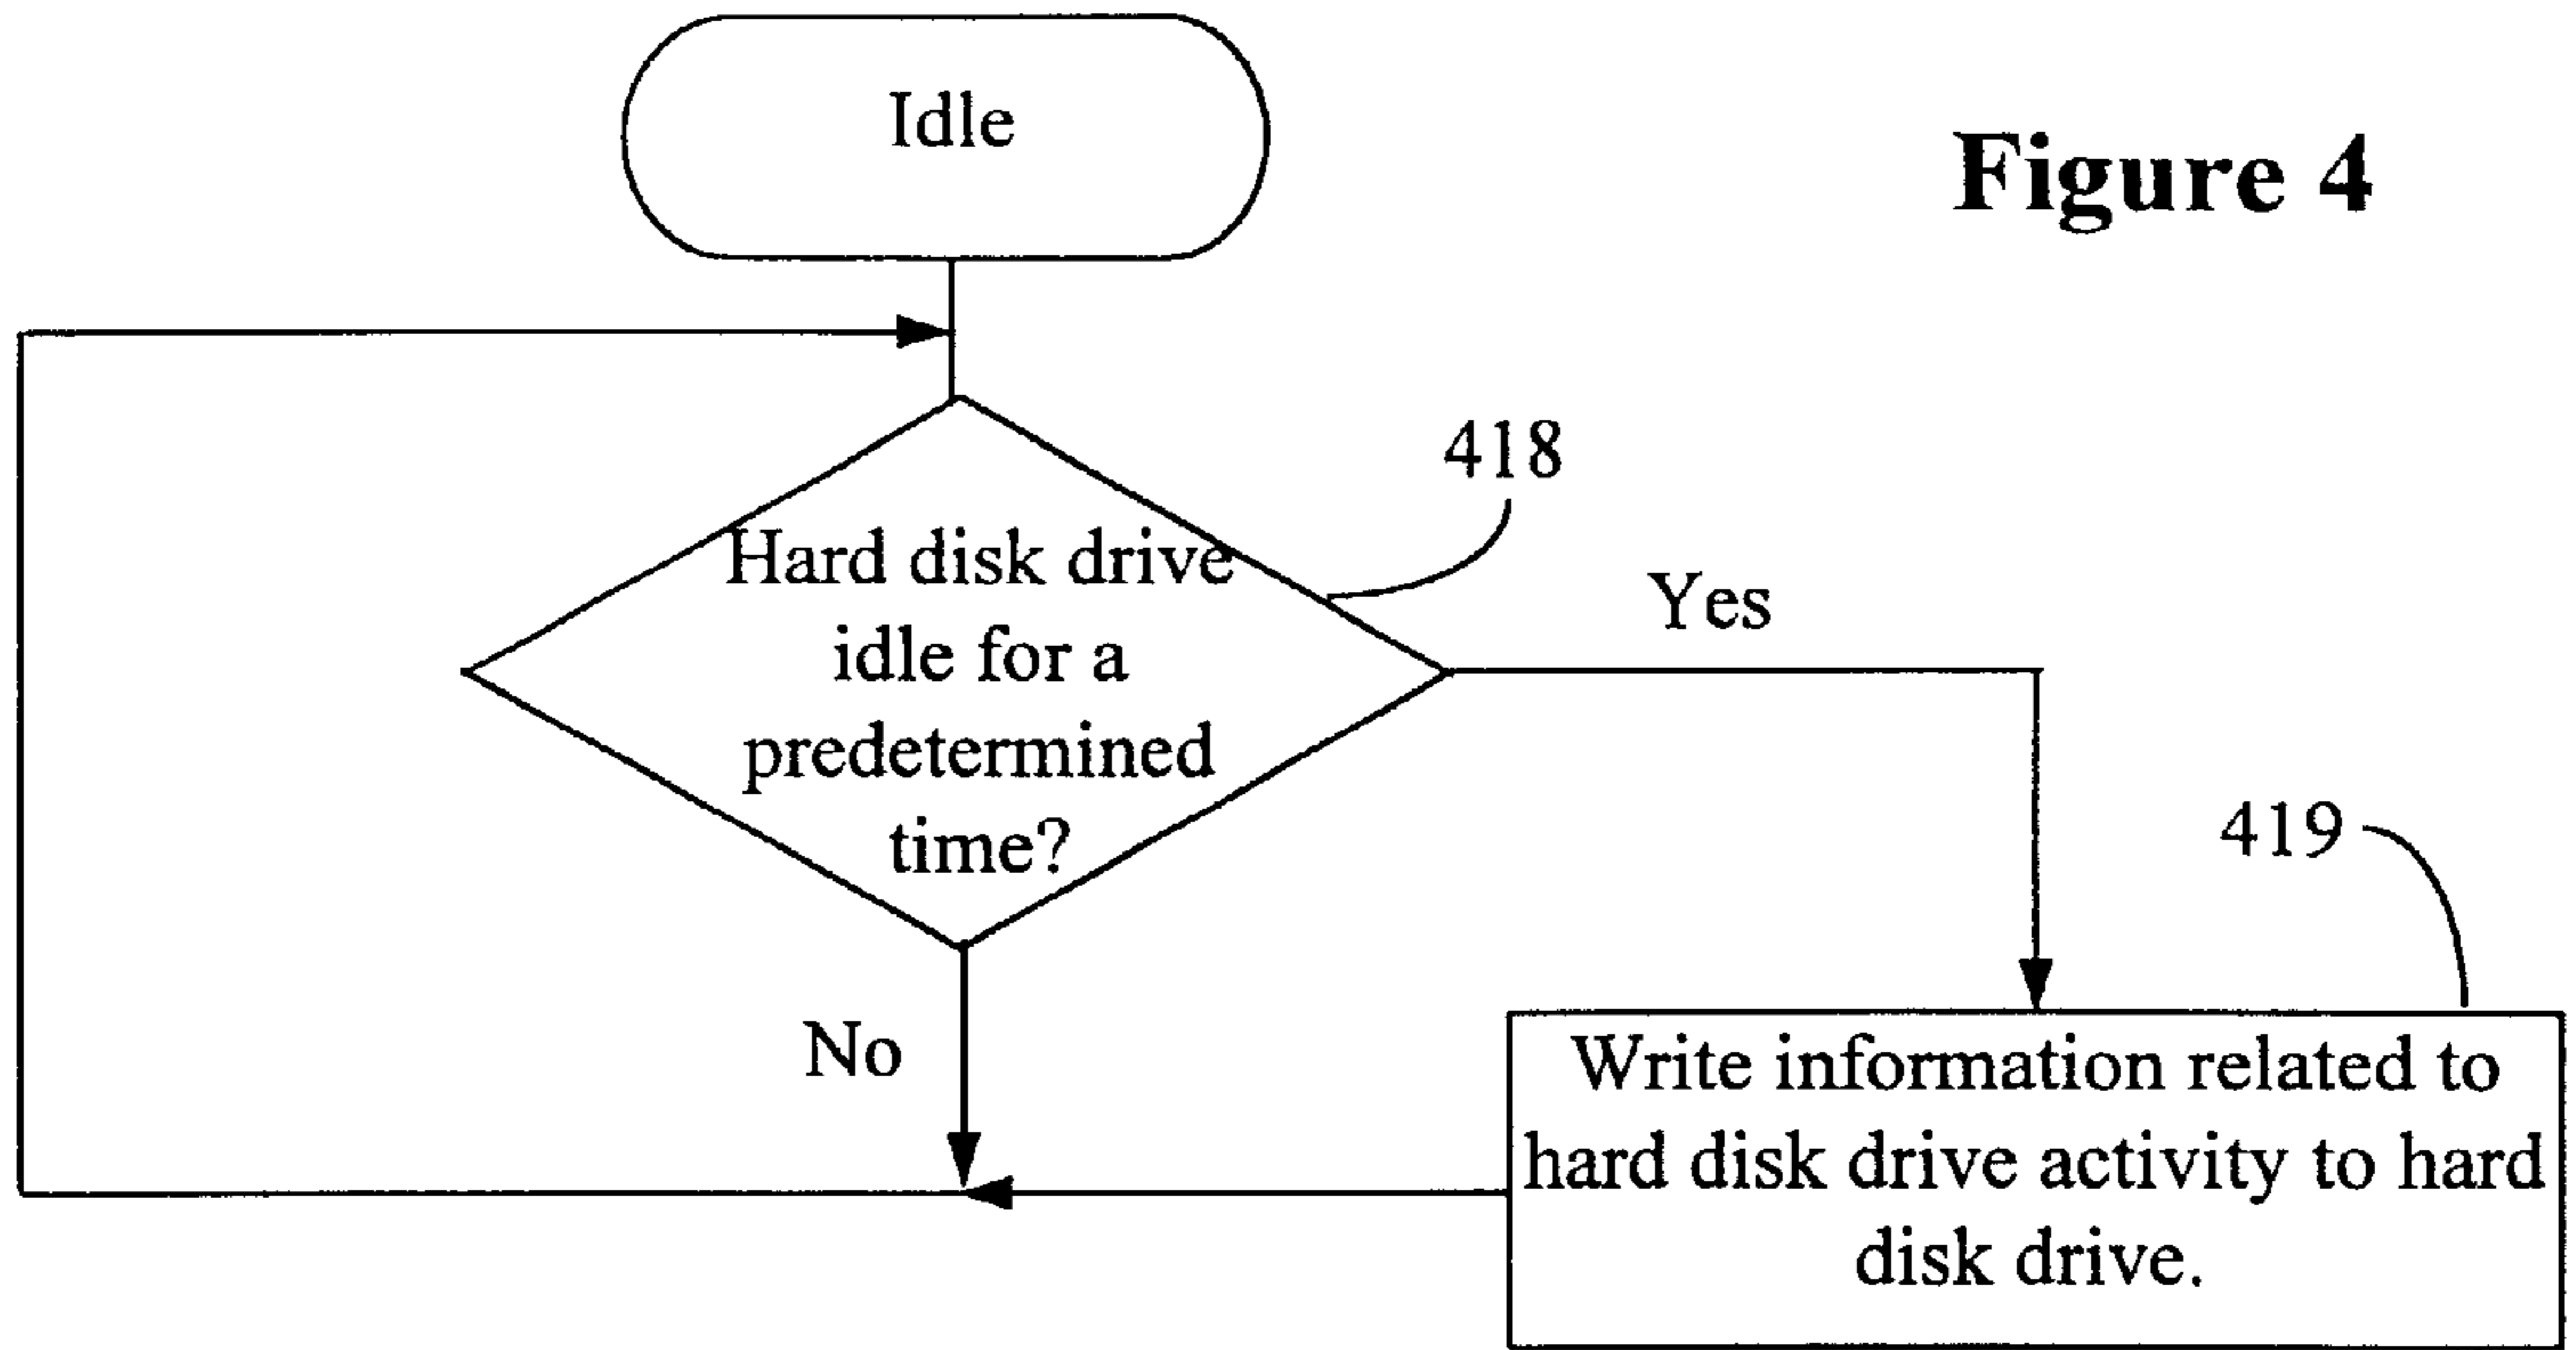 Idle
Figure 4
418
Hard disk drive
idle for a
predetermined
time?
Yes
419
No
Write information related to
hard disk drive activity to hard
disk drive.